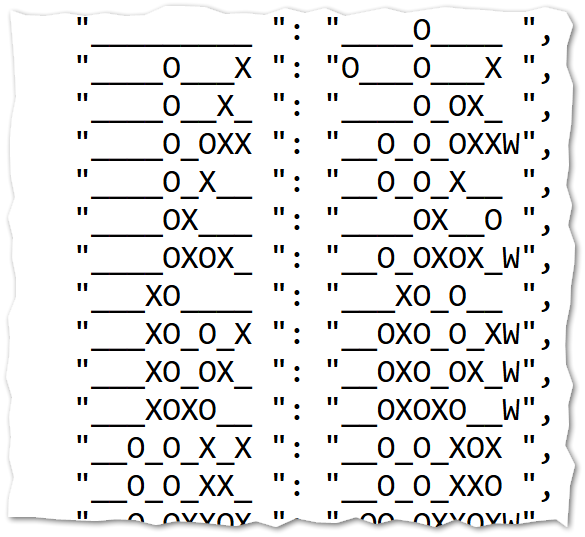 "_________ ": "____O____ ",
"____O___X ": "O___O___X ",
"____O__X_ ": "____O_OX_ ",
"____O_OXX ": "__O_O_OXXW",
"____O_X__ ": "__O_O_X__ ",
"____OX___ ": "____OX__O ",
"____OXOX_ ": "__O_OXOX_W",
"___XO____ ": "___XO_O__ ",
"___XO_O_X ": "__OXO_O_XW",
"___XO_OX_ ": "__OXO_OX_W",
"___XOXO__ ": "__OXOXO__W",
"__O_O_X_X ": "__O_O_XOX ",
"__O_O_XX_ ": "__O_O_XXO ",